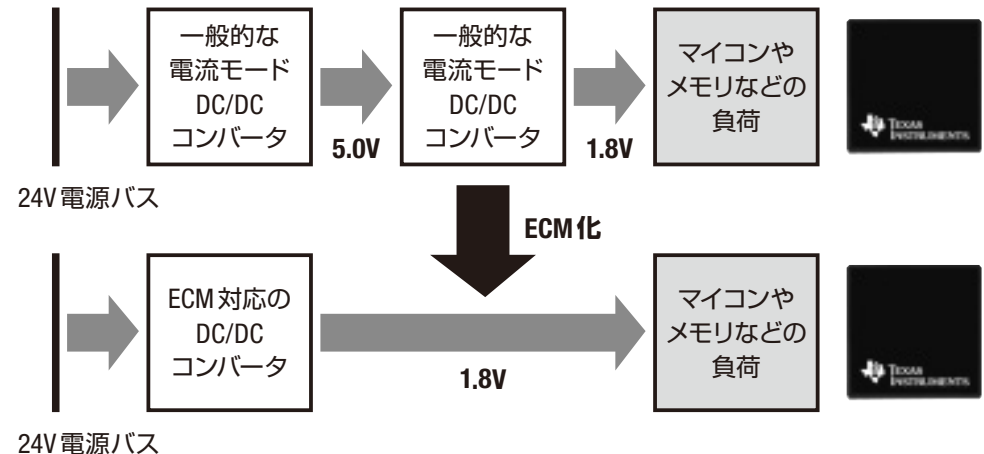 一般的な
電流モード
DC/DC
コンバータ
5.0V
一般的な
電流モード
DC/DC
コンバータ
1.8V
マイコンや
メモリなどの
負荷
TEXAS
INSTRUMENTS
24V電源バス
ECM化
ECM対応の
DC/DC
コンバータ
1.8V
マイコンや
メモリなどの
負荷
TEXAS
INSTRUMENTS
24V電源バス